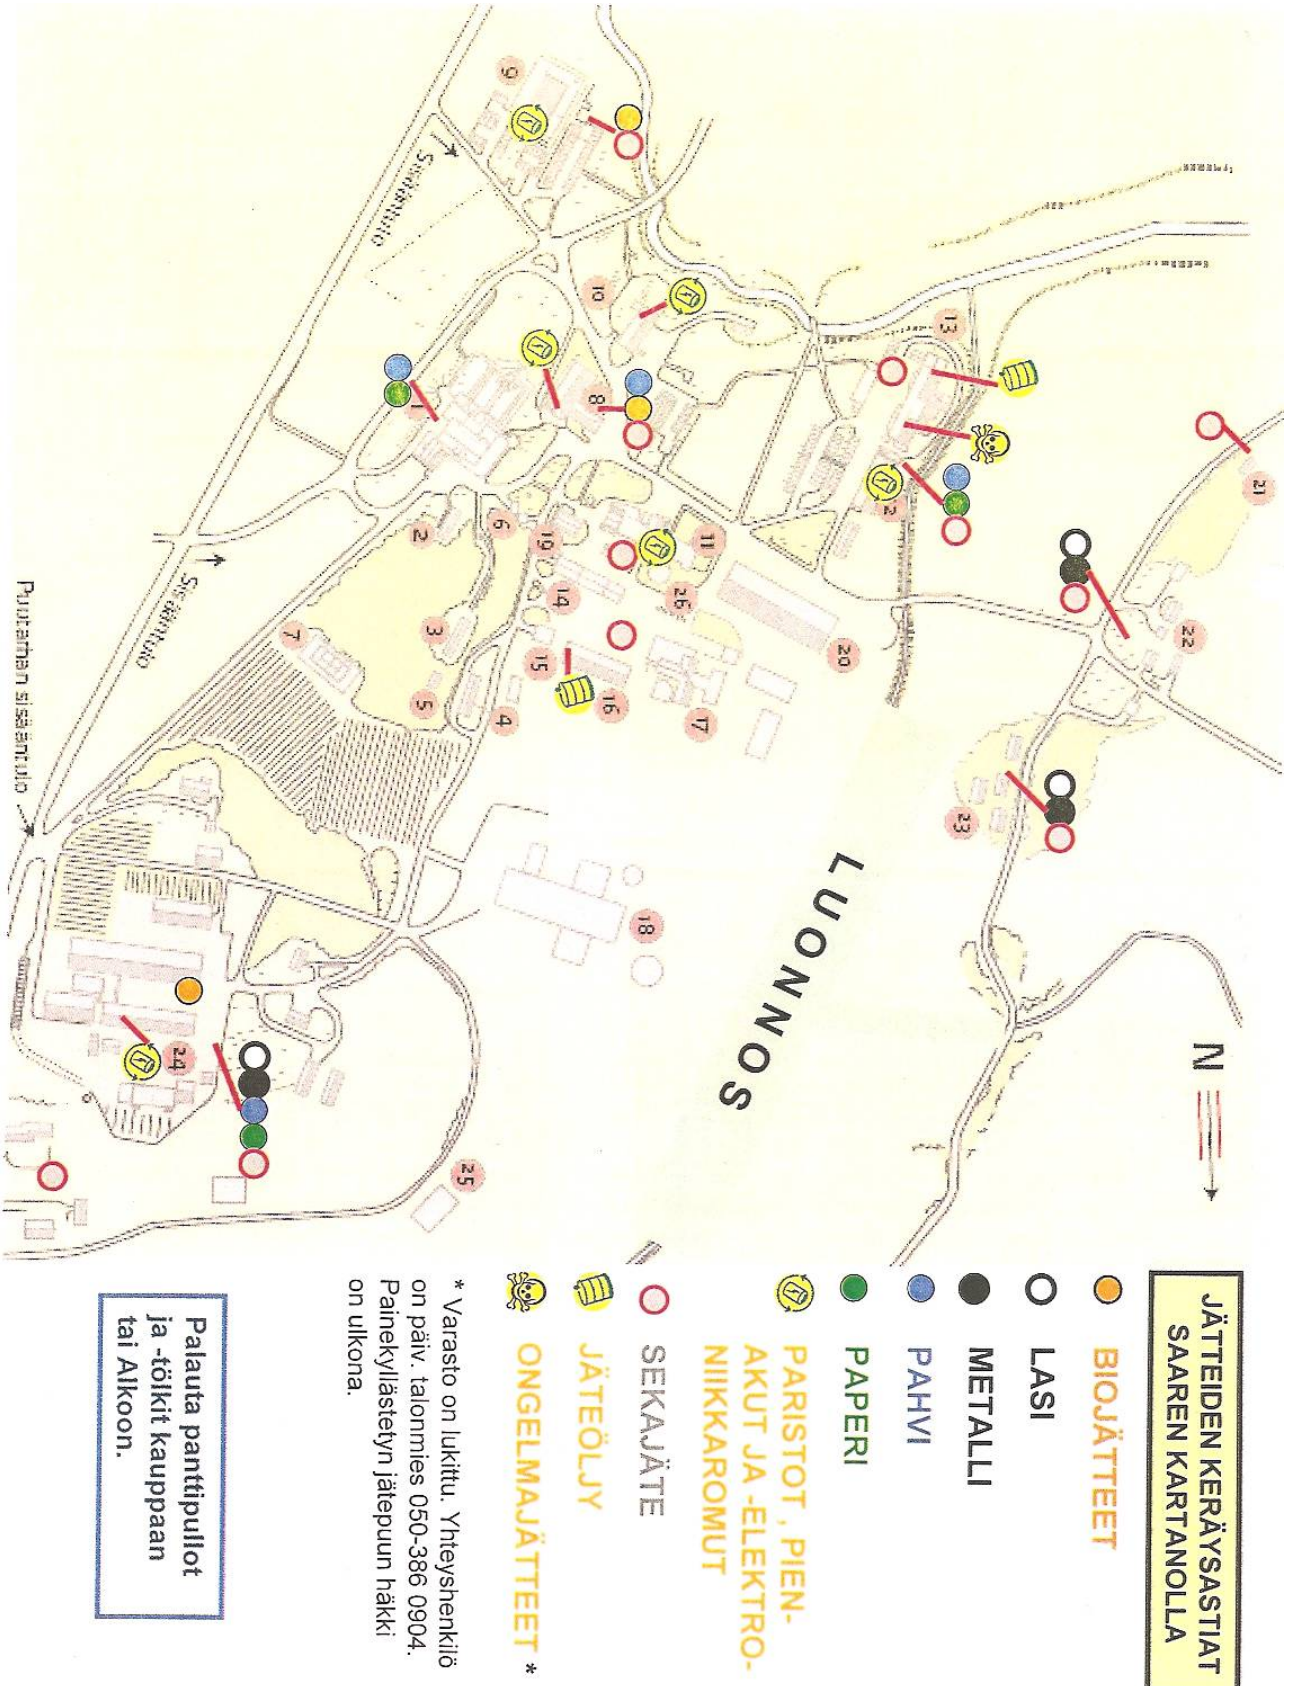 JÄTTEIDEN KERÄYSASTIAT
SAAREN KARTANOLLA
BIOJÄTTEET
LASI
METALLI
PAHVI
PAPERI
PARISTOT , PIEN-
AKUT JA -ELEKTRO-
NIIKKAROMUT
SEKAJÄTE
JÄTEÖLJY
ONGELMAJÄTTEET *
* Varasto on lukittu. Yhteyshenkilö
on päiv. talonmies 050-386 0904.
Painekyllästetyn jätepuun häkki
on ulkona.
Palauta panttipullot
ja -tölkit kauppaan
tai Alkoon.
N
LUONNOS
21
22
23
13
20
11
26
17
10
8
9
19
14
15
16
18
6
2
3
4
5
7
1
24
25
Sisääntulo
Sisääntulo
Puutarhan sisääntulo